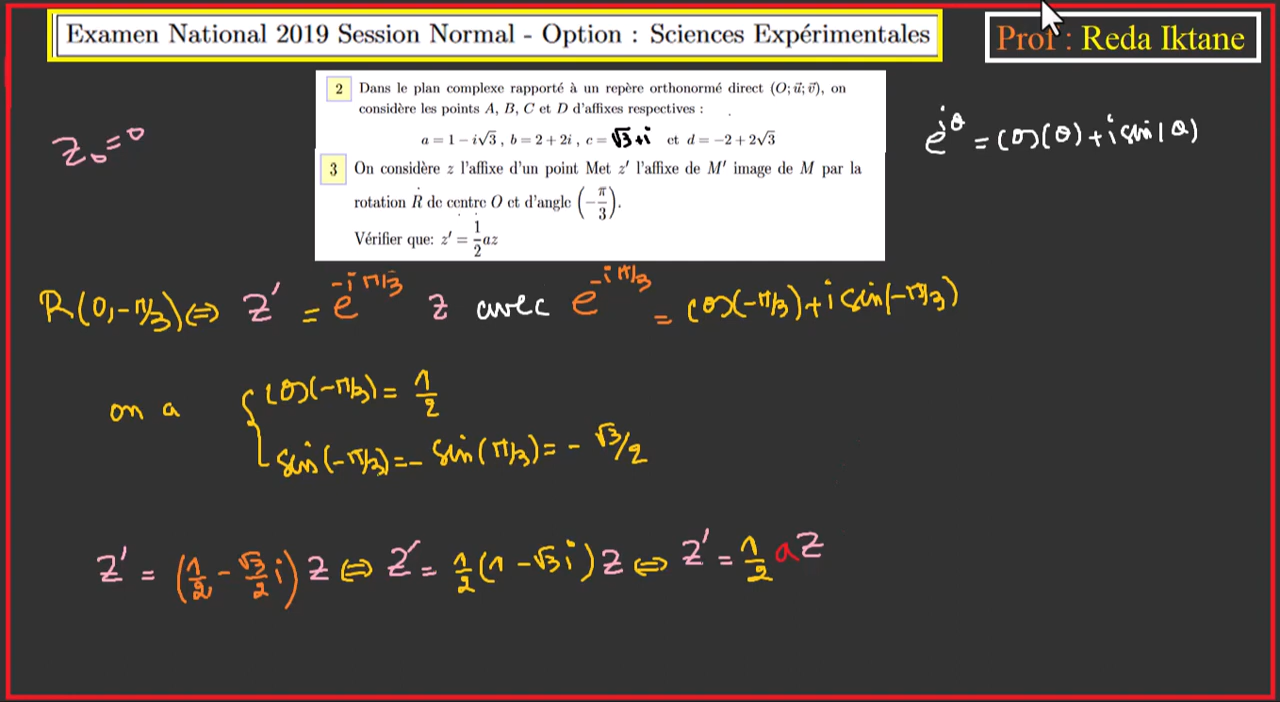 Examen National 2019 Session Normal - Option : Sciences Expérimentales
Prof : Reda Iktane
2 Dans le plan complexe rapporté à un repère orthonormé direct (O; u⃗; v⃗), on
considère les points A, B, C et D d'affixes respectives :
a = 1 − i√3 , b = 2 + 2i , c = √3+i et d = −2 + 2√3
3 On considère z l'affixe d'un point Met z′ l'affixe de M′ image de M par la
rotation R de centre O et d'angle (−π/3).
Vérifier que: z′ = 1/2 az
Z₀=0
e^iθ = cos(θ)+i sin(θ)
R(0,-π/3) ⇔ Z' = e^-iπ/3 Z avec e^-iπ/3 = cos(-π/3)+i sin(-π/3)
on a { cos(-π/3) = 1/2
sin(-π/3) = - sin(π/3) = - √3/2
Z' = (1/2 - √3/2 i) Z ⇔ Z' = 1/2 (1 - √3 i) Z ⇔ Z' = 1/2 a Z